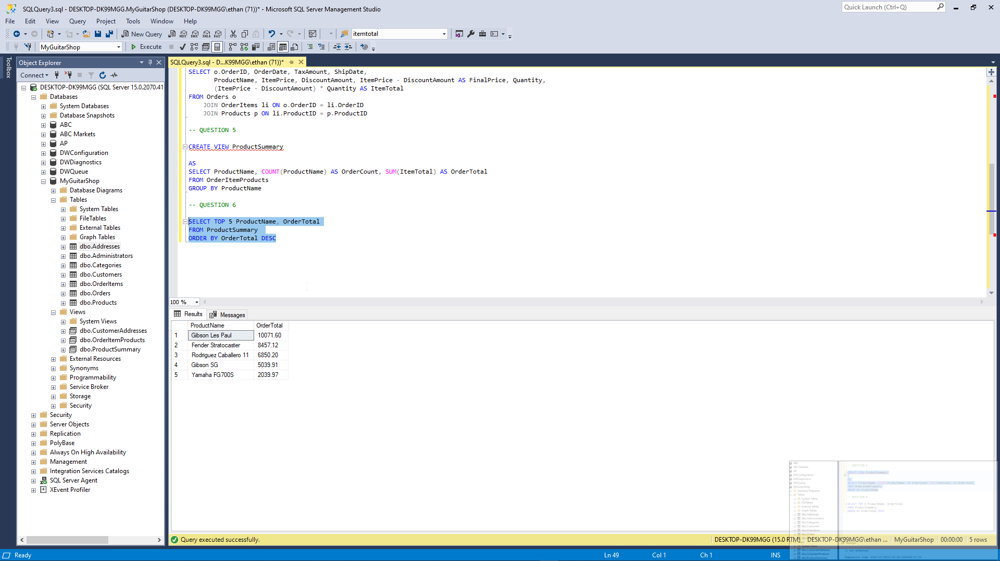 SQLQuery3.sql - DESKTOP-DK99MGG.MyGuitarShop (DESKTOP-DK99MGG\ethan (71))* - Microsoft SQL Server Management Studio
Quick Launch (Ctrl+Q)
File Edit View Query Project Tools Window Help
New Query
MDX DMX XMLA DAX
itemtotal
MyGuitarShop
Execute
Toolbox
Object Explorer
Connect
DESKTOP-DK99MGG (SQL Server 15.0.2070.41
Databases
System Databases
Database Snapshots
ABC
ABC Markets
AP
DWConfiguration
DWDiagnostics
DWQueue
MyGuitarShop
Database Diagrams
Tables
System Tables
FileTables
External Tables
Graph Tables
dbo.Addresses
dbo.Administrators
dbo.Categories
dbo.Customers
dbo.OrderItems
dbo.Orders
dbo.Products
Views
System Views
dbo.CustomerAddresses
dbo.OrderItemProducts
dbo.ProductSummary
External Resources
Synonyms
Programmability
Service Broker
Storage
Security
Security
Server Objects
Replication
PolyBase
Always On High Availability
Management
Integration Services Catalogs
SQL Server Agent
XEvent Profiler
SQLQuery3.sql - D...K99MGG\ethan (71))*
SELECT o.OrderID, OrderDate, TaxAmount, ShipDate,
ProductName, ItemPrice, DiscountAmount, ItemPrice - DiscountAmount AS FinalPrice, Quantity,
(ItemPrice - DiscountAmount) * Quantity AS ItemTotal
FROM Orders o
JOIN OrderItems li ON o.OrderID = li.OrderID
JOIN Products p ON li.ProductID = p.ProductID
-- QUESTION 5
CREATE VIEW ProductSummary
AS
SELECT ProductName, COUNT(ProductName) AS OrderCount, SUM(ItemTotal) AS OrderTotal
FROM OrderItemProducts
GROUP BY ProductName
-- QUESTION 6
SELECT TOP 5 ProductName, OrderTotal
FROM ProductSummary
ORDER BY OrderTotal DESC
100 %
Results Messages
ProductName OrderTotal
1 Gibson Les Paul 10071.60
2 Fender Stratocaster 8457.12
3 Rodriguez Caballero 11 6850.20
4 Gibson SG 5039.91
5 Yamaha FG700S 2039.97
Query executed successfully.
DESKTOP-DK99MGG (15.0 RTM) DESKTOP-DK99MGG\ethan ... MyGuitarShop 00:00:00 5 rows
Ready
Ln 49 Col 1 Ch 1 INS